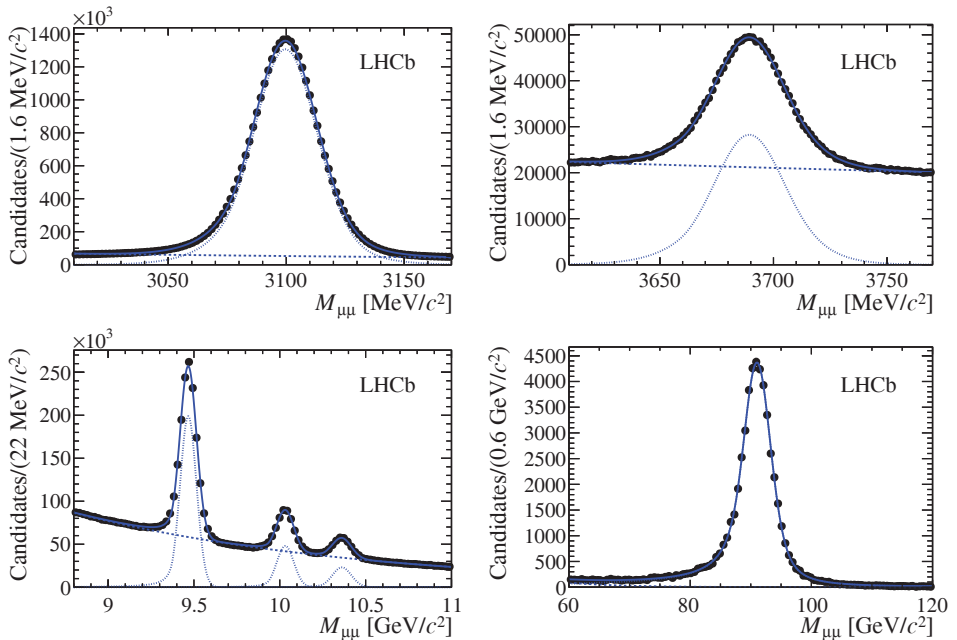 ×10³
Candidates/(1.6 MeV/c²)
1400
1200
1000
800
600
400
200
0
LHCb
3050 3100 3150
Mμμ [MeV/c²]
Candidates/(1.6 MeV/c²)
50000
40000
30000
20000
10000
0
LHCb
3650 3700 3750
Mμμ [MeV/c²]
×10³
Candidates/(22 MeV/c²)
250
200
150
100
50
0
LHCb
9 9.5 10 10.5 11
Mμμ [GeV/c²]
Candidates/(0.6 GeV/c²)
4500
4000
3500
3000
2500
2000
1500
1000
500
0
LHCb
60 80 100 120
Mμμ [GeV/c²]